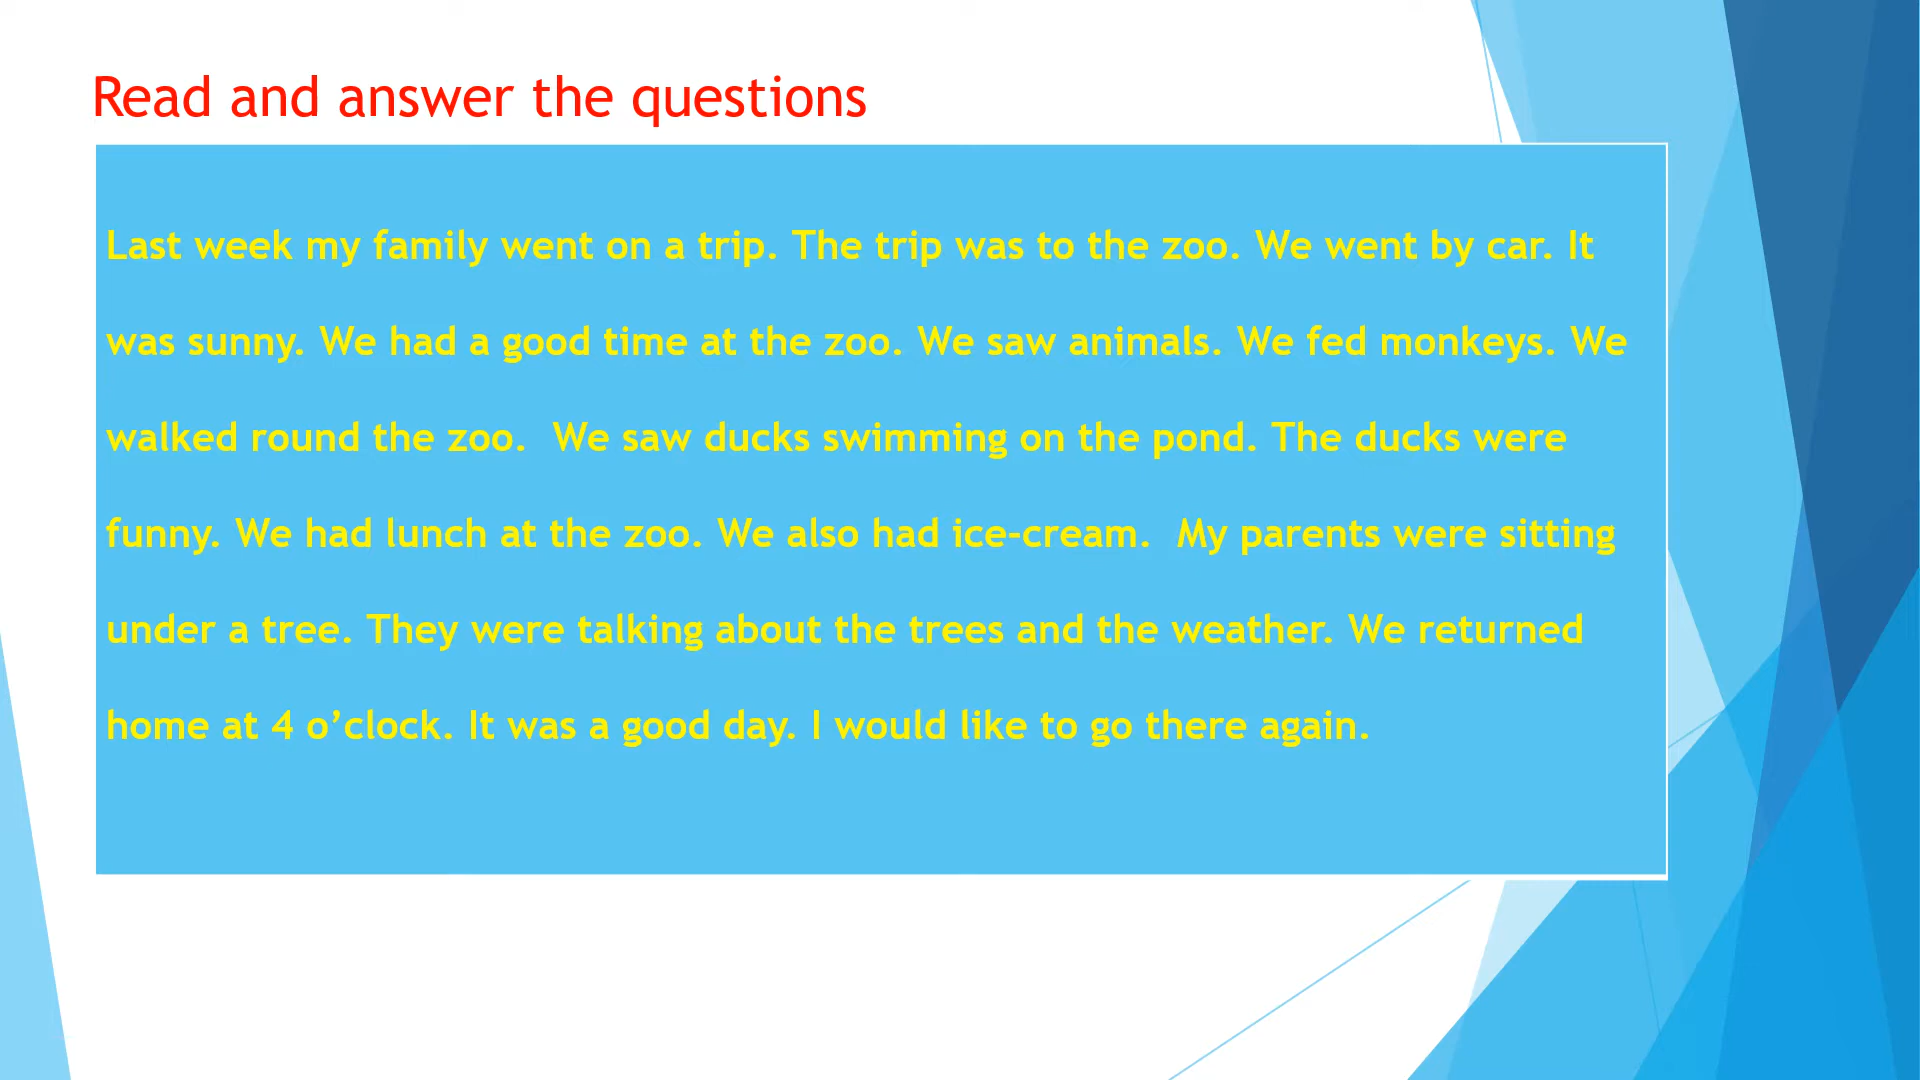 Read and answer the questions
Last week my family went on a trip. The trip was to the zoo. We went by car. It
was sunny. We had a good time at the zoo. We saw animals. We fed monkeys. We
walked round the zoo.  We saw ducks swimming on the pond. The ducks were
funny. We had lunch at the zoo. We also had ice-cream.  My parents were sitting
under a tree. They were talking about the trees and the weather. We returned
home at 4 o’clock. It was a good day. I would like to go there again.